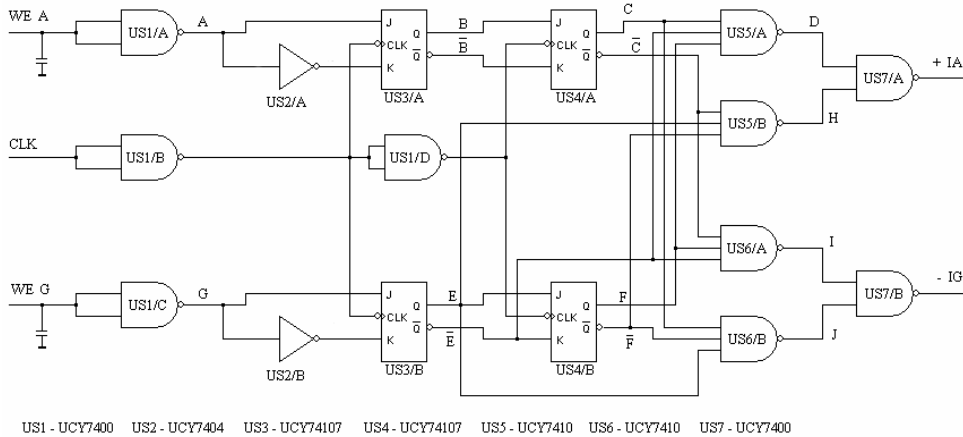 WE A
US1/A
A
US2/A
J
CLK
K
Q
Q
US3/A
B
B
J
CLK
K
Q
Q
US4/A
C
C
US5/A
D
US7/A
+ IA
US5/B
H
CLK
US1/B
US1/D
WE G
US1/C
G
US2/B
J
CLK
K
Q
Q
US3/B
E
E
J
CLK
K
Q
Q
US4/B
F
F
US6/A
I
US7/B
- IG
US6/B
J
US1 - UCY7400 US2 - UCY7404 US3 - UCY74107 US4 - UCY74107 US5 - UCY7410 US6 - UCY7410 US7 - UCY7400